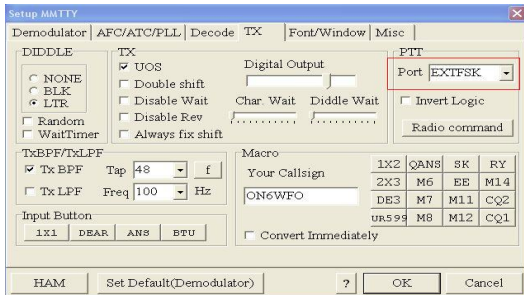 Setup MMTTY
Demodulator AFC/ATC/PLL Decode TX Font/Window Misc
DIDDLE
NONE
BLK
LTR
Random
WaitTimer
TX
UOS
Double shift
Disable Wait
Disable Rev
Always fix shift
Digital Output
Char. Wait Diddle Wait
PTT
Port EXTFSK
Invert Logic
Radio command
TxBPF/TxLPF
Tx BPF Tap 48 f
Tx LPF Freq 100 Hz
Input Button
1X1 DEAR ANS BTU
Macro
Your Callsign
ON6WFO
Convert Immediately
1X2 QANS SK RY
2X3 M6 EE M14
DE3 M7 M11 CQ2
UR599 M8 M12 CQ1
HAM Set Default(Demodulator) ? OK Cancel